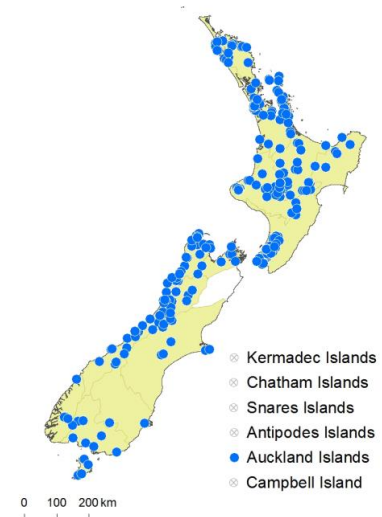 Kermadec Islands
Chatham Islands
Snares Islands
Antipodes Islands
Auckland Islands
Campbell Island
0 100 200 km